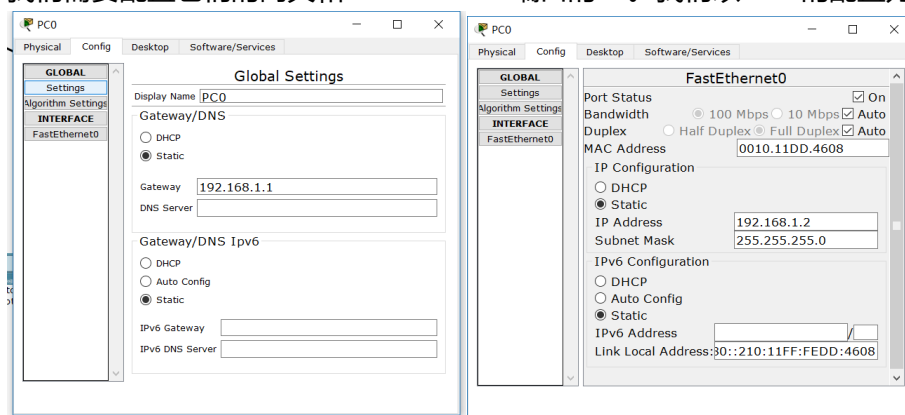 PC0
Physical Config Desktop Software/Services
GLOBAL
Settings
Algorithm Settings
INTERFACE
FastEthernet0
Global Settings
Display Name PC0
Gateway/DNS
DHCP
Static
Gateway 192.168.1.1
DNS Server
Gateway/DNS Ipv6
DHCP
Auto Config
Static
IPv6 Gateway
IPv6 DNS Server
PC0
Physical Config Desktop Software/Services
GLOBAL
Settings
Algorithm Settings
INTERFACE
FastEthernet0
FastEthernet0
Port Status On
Bandwidth 100 Mbps 10 Mbps Auto
Duplex Half Duplex Full Duplex Auto
MAC Address 0010.11DD.4608
IP Configuration
DHCP
Static
IP Address 192.168.1.2
Subnet Mask 255.255.255.0
IPv6 Configuration
DHCP
Auto Config
Static
IPv6 Address /
Link Local Address: 30::210:11FF:FEDD:4608